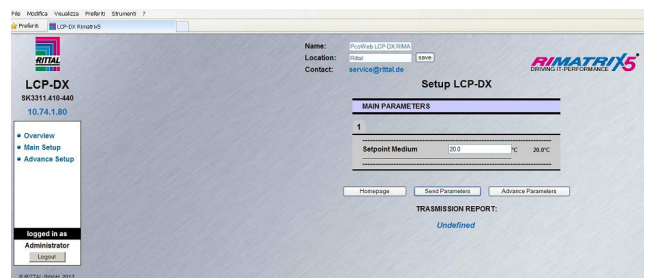 File Modifica Visualizza Preferiti Strumenti ?
Preferiti LCP-DX Rimatrix5
RITTAL
LCP-DX
SK3311.410-440
10.74.1.80
Overview
Main Setup
Advance Setup
logged in as
Administrator
Logout
© RITTAL GmbH 2013
Name: PcoWeb LCP-DX RIMA
Location: Rittal save
Contact: service@rittal.de
RIMATRIX5
DRIVING IT-PERFORMANCE
Setup LCP-DX
MAIN PARAMETERS
1
Setpoint Medium 20.0 °C 20.0°C
Homepage Send Parameters Advance Parameters
TRASMISSION REPORT:
Undefined